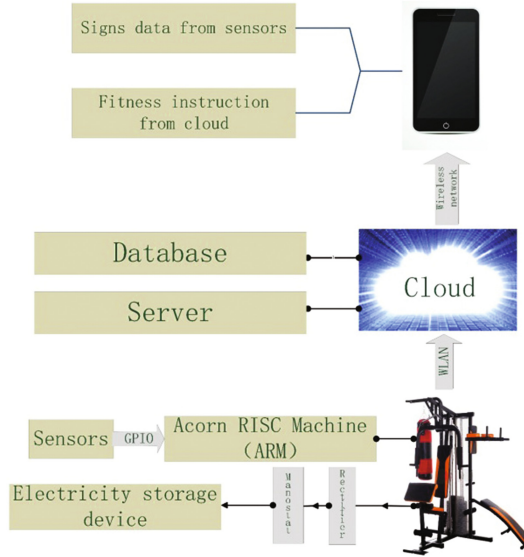 Signs data from sensors
Fitness instruction
from cloud
Wireless
network
Database
Cloud
Server
WLAN
Sensors
GPIO
Acorn RISC Machine
(ARM)
Electricity storage
device
Manostat
Rectifier